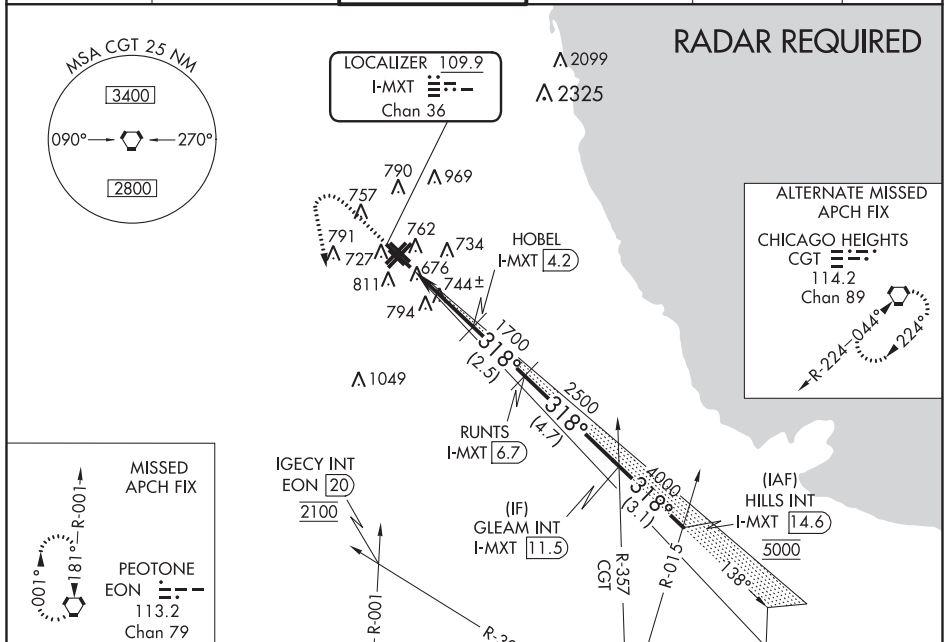 RADAR REQUIRED
MSA CGT 25 NM
3400
090°
270°
2800
LOCALIZER 109.9
I-MXT
Chan 36
2099
2325
790
969
757
791
762
727
734
811
676
744±
794
1049
HOBEL
I-MXT 4.2
1700
318°
(2.5)
RUNTS
I-MXT 6.7
2500
318°
(4.7)
(IF)
GLEAM INT
I-MXT 11.5
4000
318°
(3.1)
(IAF)
HILLS INT
I-MXT 14.6
5000
138°
R-357
CGT
R-015
ALTERNATE MISSED
APCH FIX
CHICAGO HEIGHTS
CGT
114.2
Chan 89
R-224
044°
224°
IGECY INT
EON 20
2100
R-001
MISSED
APCH FIX
R-001
181°
001°
PEOTONE
EON
113.2
Chan 79